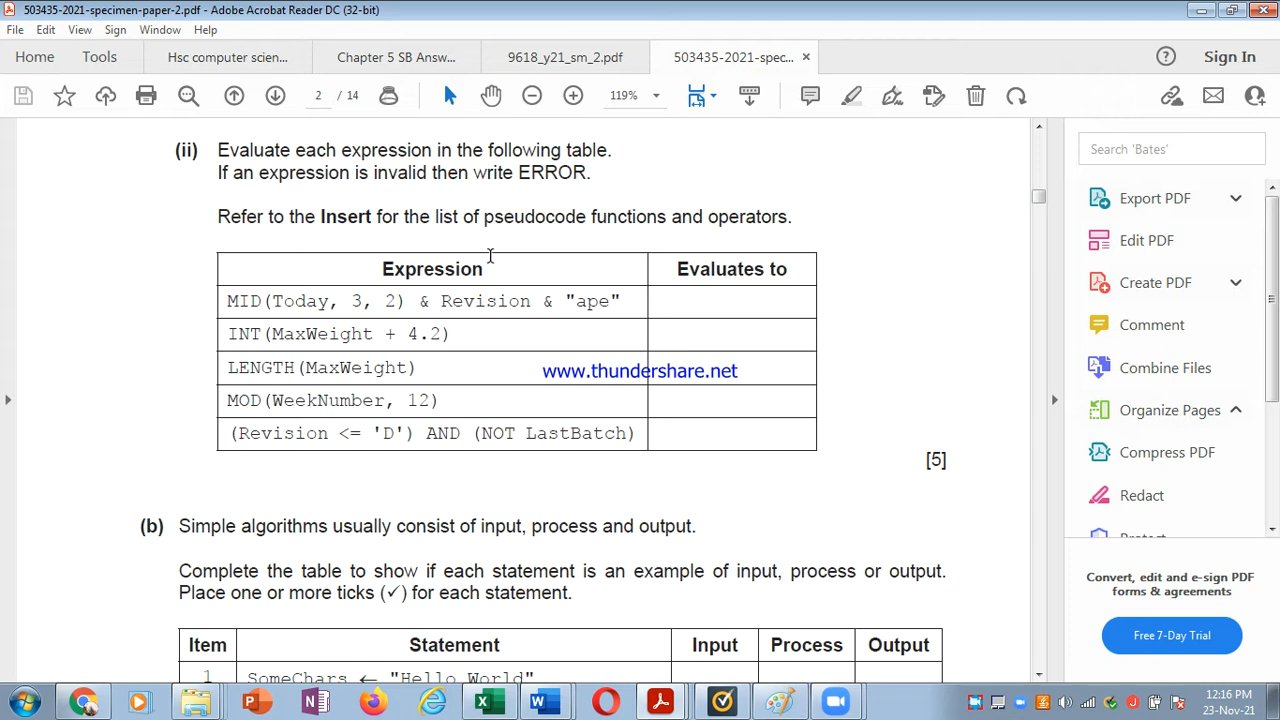 503435-2021-specimen-paper-2.pdf - Adobe Acrobat Reader DC (32-bit)
File Edit View Sign Window Help
Home Tools Hsc computer scien... Chapter 5 SB Answ... 9618_y21_sm_2.pdf 503435-2021-spec... × Sign In
2 / 14 119%
(ii) Evaluate each expression in the following table.
If an expression is invalid then write ERROR.
Refer to the Insert for the list of pseudocode functions and operators.
Expression Evaluates to
MID(Today, 3, 2) & Revision & "ape"
INT(MaxWeight + 4.2)
LENGTH(MaxWeight)
www.thundershare.net
MOD(WeekNumber, 12)
(Revision <= 'D') AND (NOT LastBatch)
[5]
(b) Simple algorithms usually consist of input, process and output.
Complete the table to show if each statement is an example of input, process or output.
Place one or more ticks (✓) for each statement.
Item Statement Input Process Output
1 SomeChars ← "Hello World"
Search 'Bates'
Export PDF
Edit PDF
Create PDF
Comment
Combine Files
Organize Pages
Compress PDF
Redact
Protect
Convert, edit and e-sign PDF
forms & agreements
Free 7-Day Trial
12:16 PM
23-Nov-21